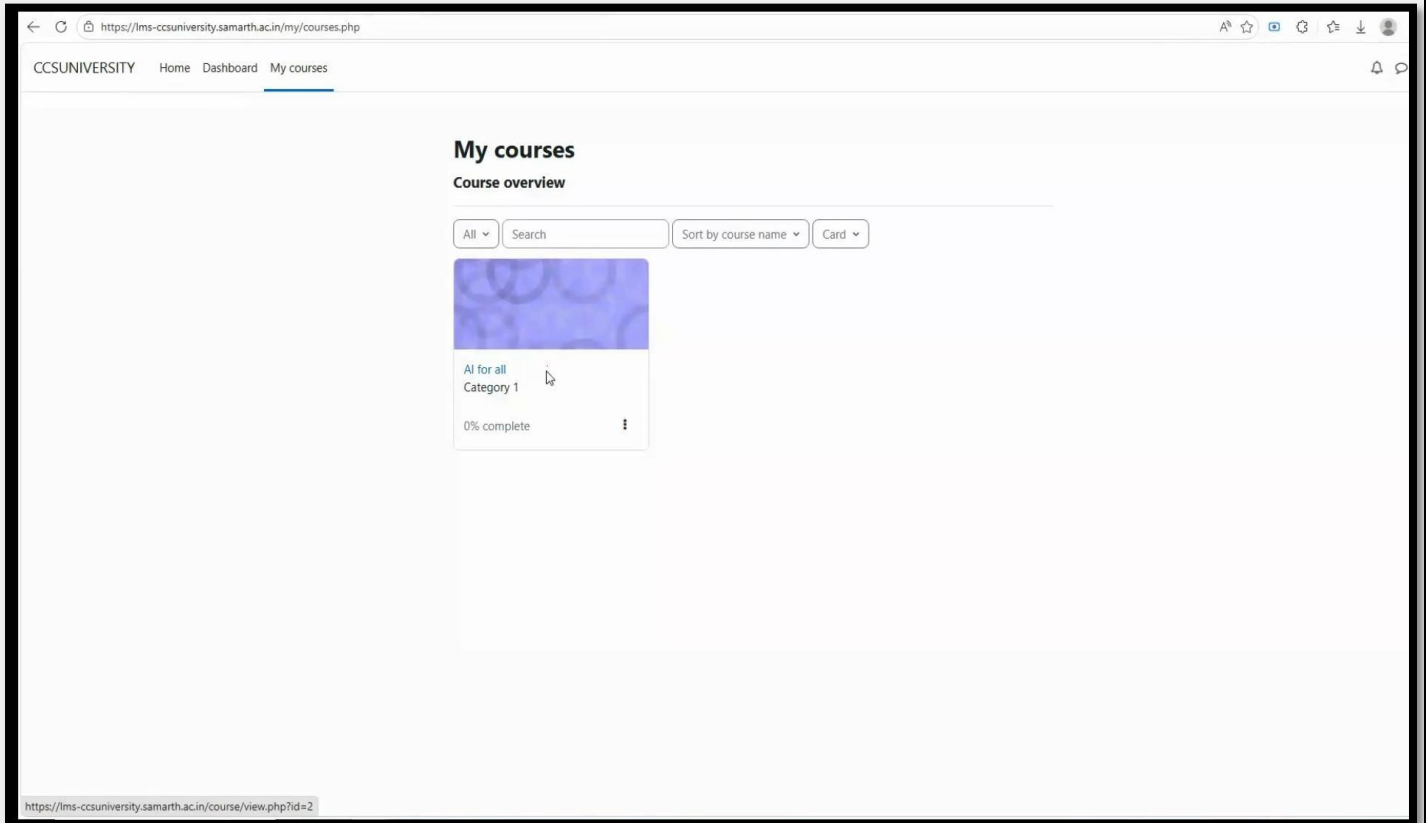 https://lms-ccsuniversity.samarth.ac.in/my/courses.php
CCSUNIVERSITY Home Dashboard My courses
My courses
Course overview
All Search Sort by course name Card
AI for all
Category 1
0% complete
https://lms-ccsuniversity.samarth.ac.in/course/view.php?id=2